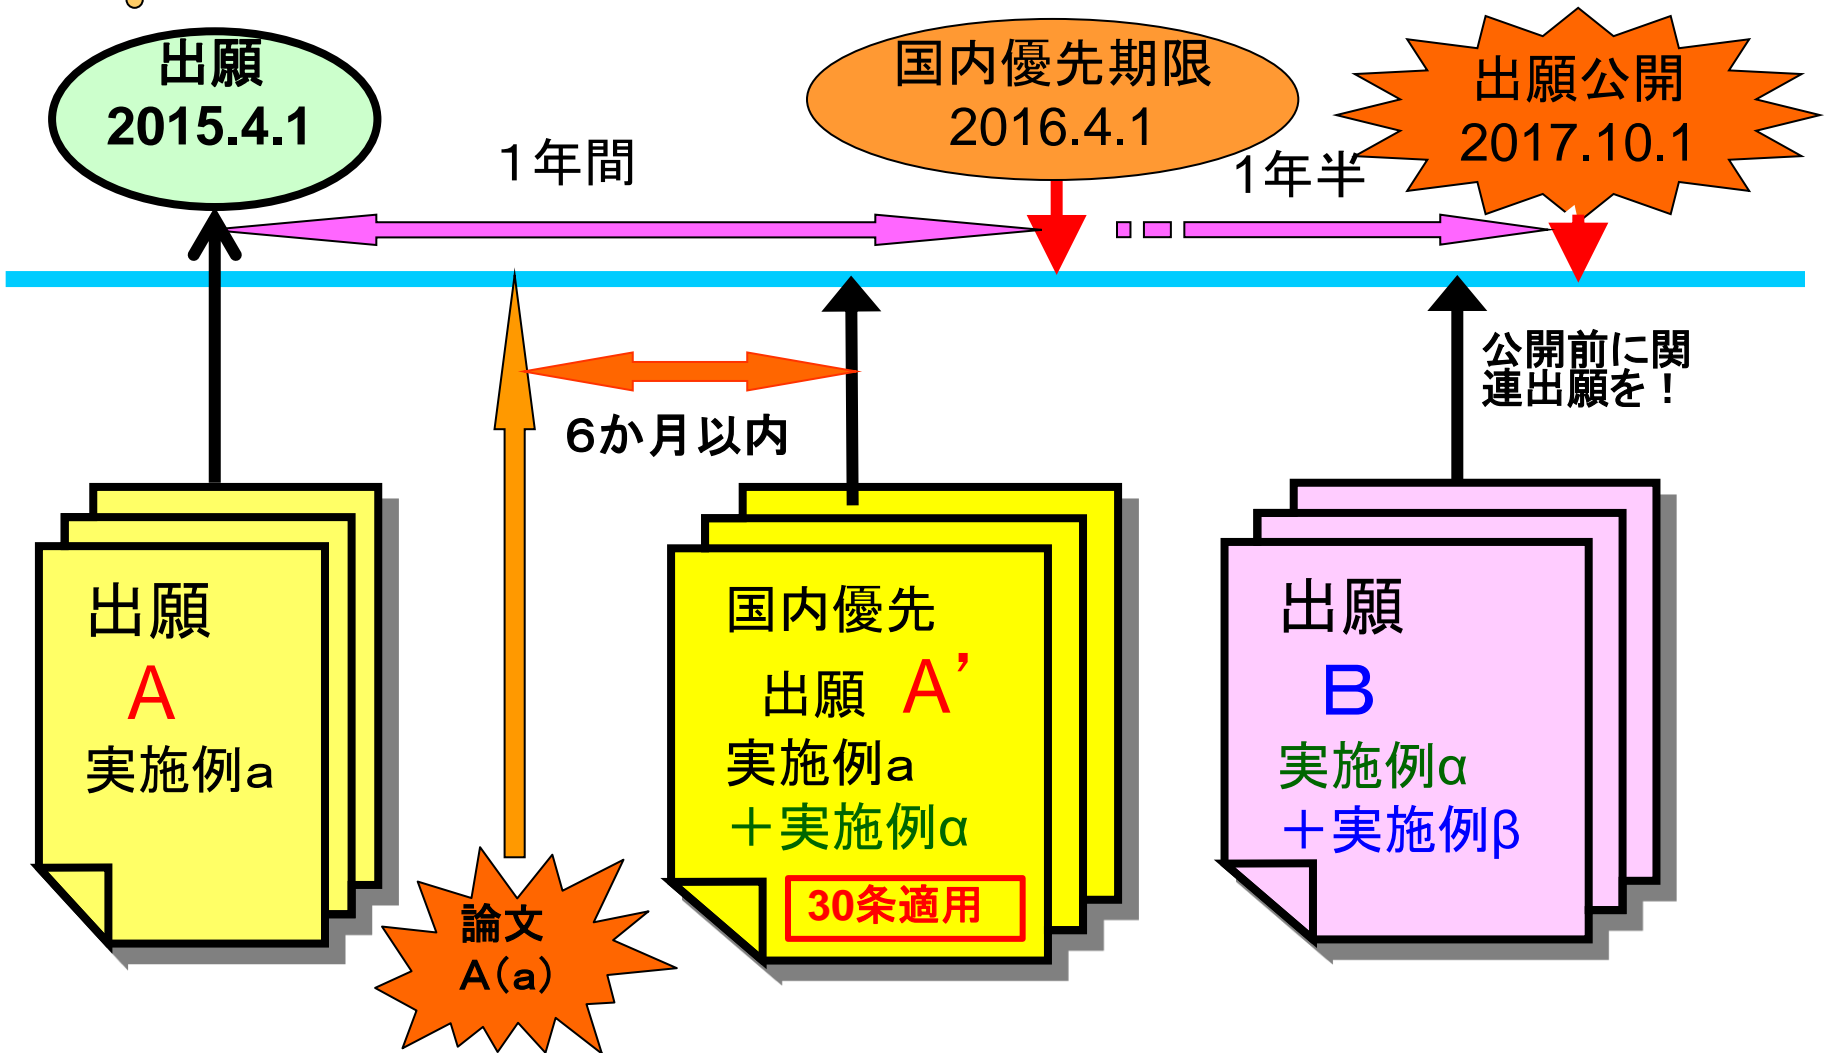 出願
2015.4.1
国内優先期限
2016.4.1
出願公開
2017.10.1
１年間
1年半
６か月以内
公開前に関
連出願を！
出願
A
実施例a
論文
A(a)
国内優先
出願 A’
実施例a
＋実施例α
30条適用
出願
B
実施例α
＋実施例β